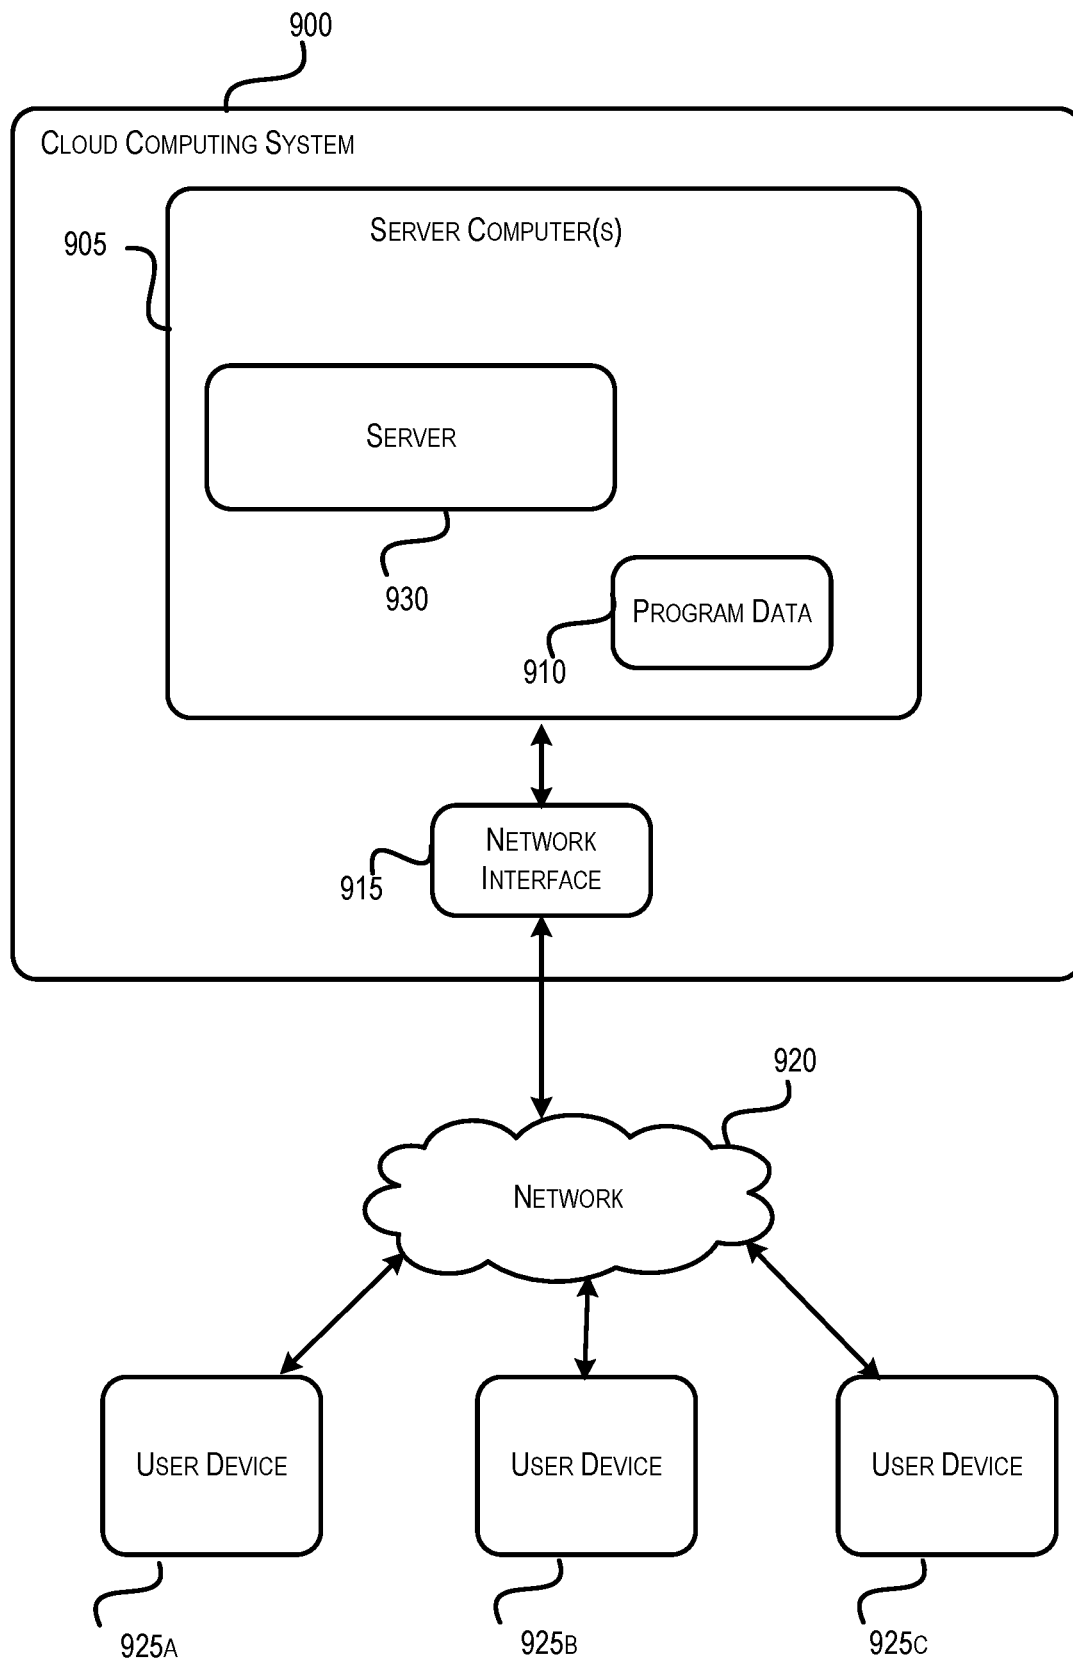 900
CLOUD COMPUTING SYSTEM
SERVER COMPUTER(S)
905
SERVER
930
PROGRAM DATA
910
NETWORK
INTERFACE
915
920
NETWORK
USER DEVICE
USER DEVICE
USER DEVICE
925A
925B
925C